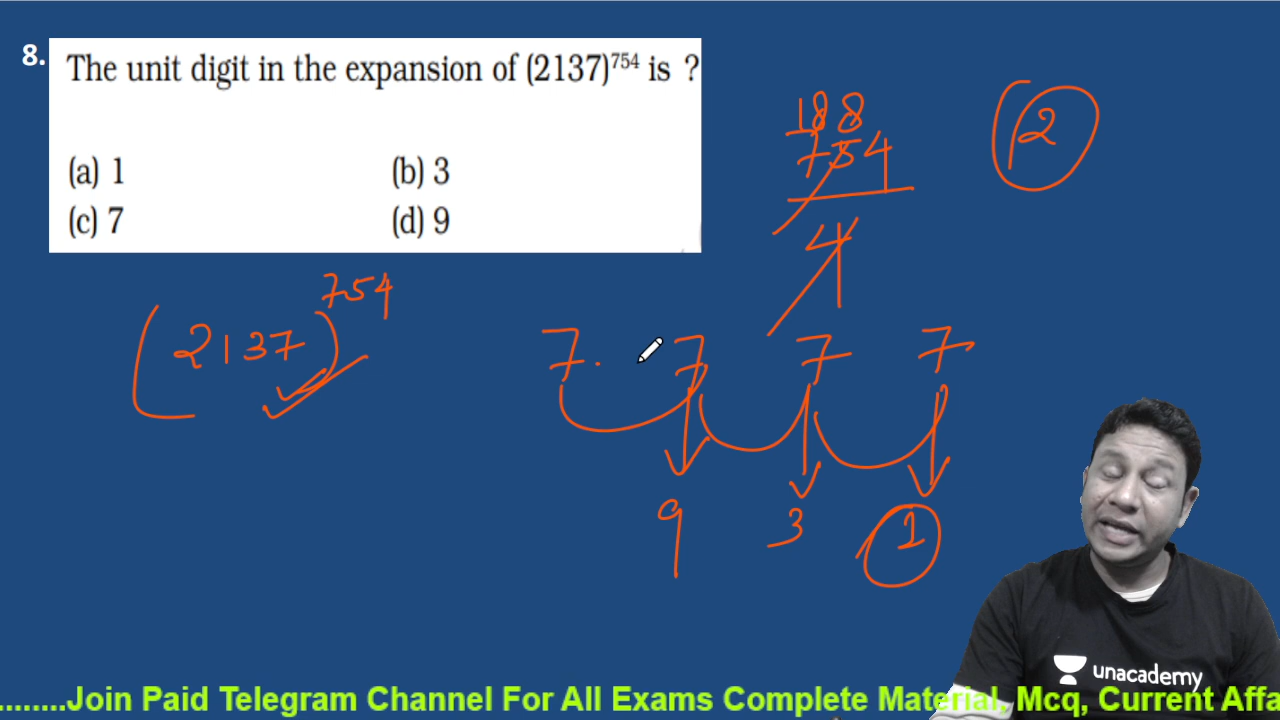 8.
The unit digit in the expansion of (2137)⁷⁵⁴ is ?
(a) 1 (b) 3
(c) 7 (d) 9
188
754
4
2
(2137)⁷⁵⁴
7. 7 7 7
9 3 1
unacademy
........Join Paid Telegram Channel For All Exams Complete Material, Mcq, Current Affa